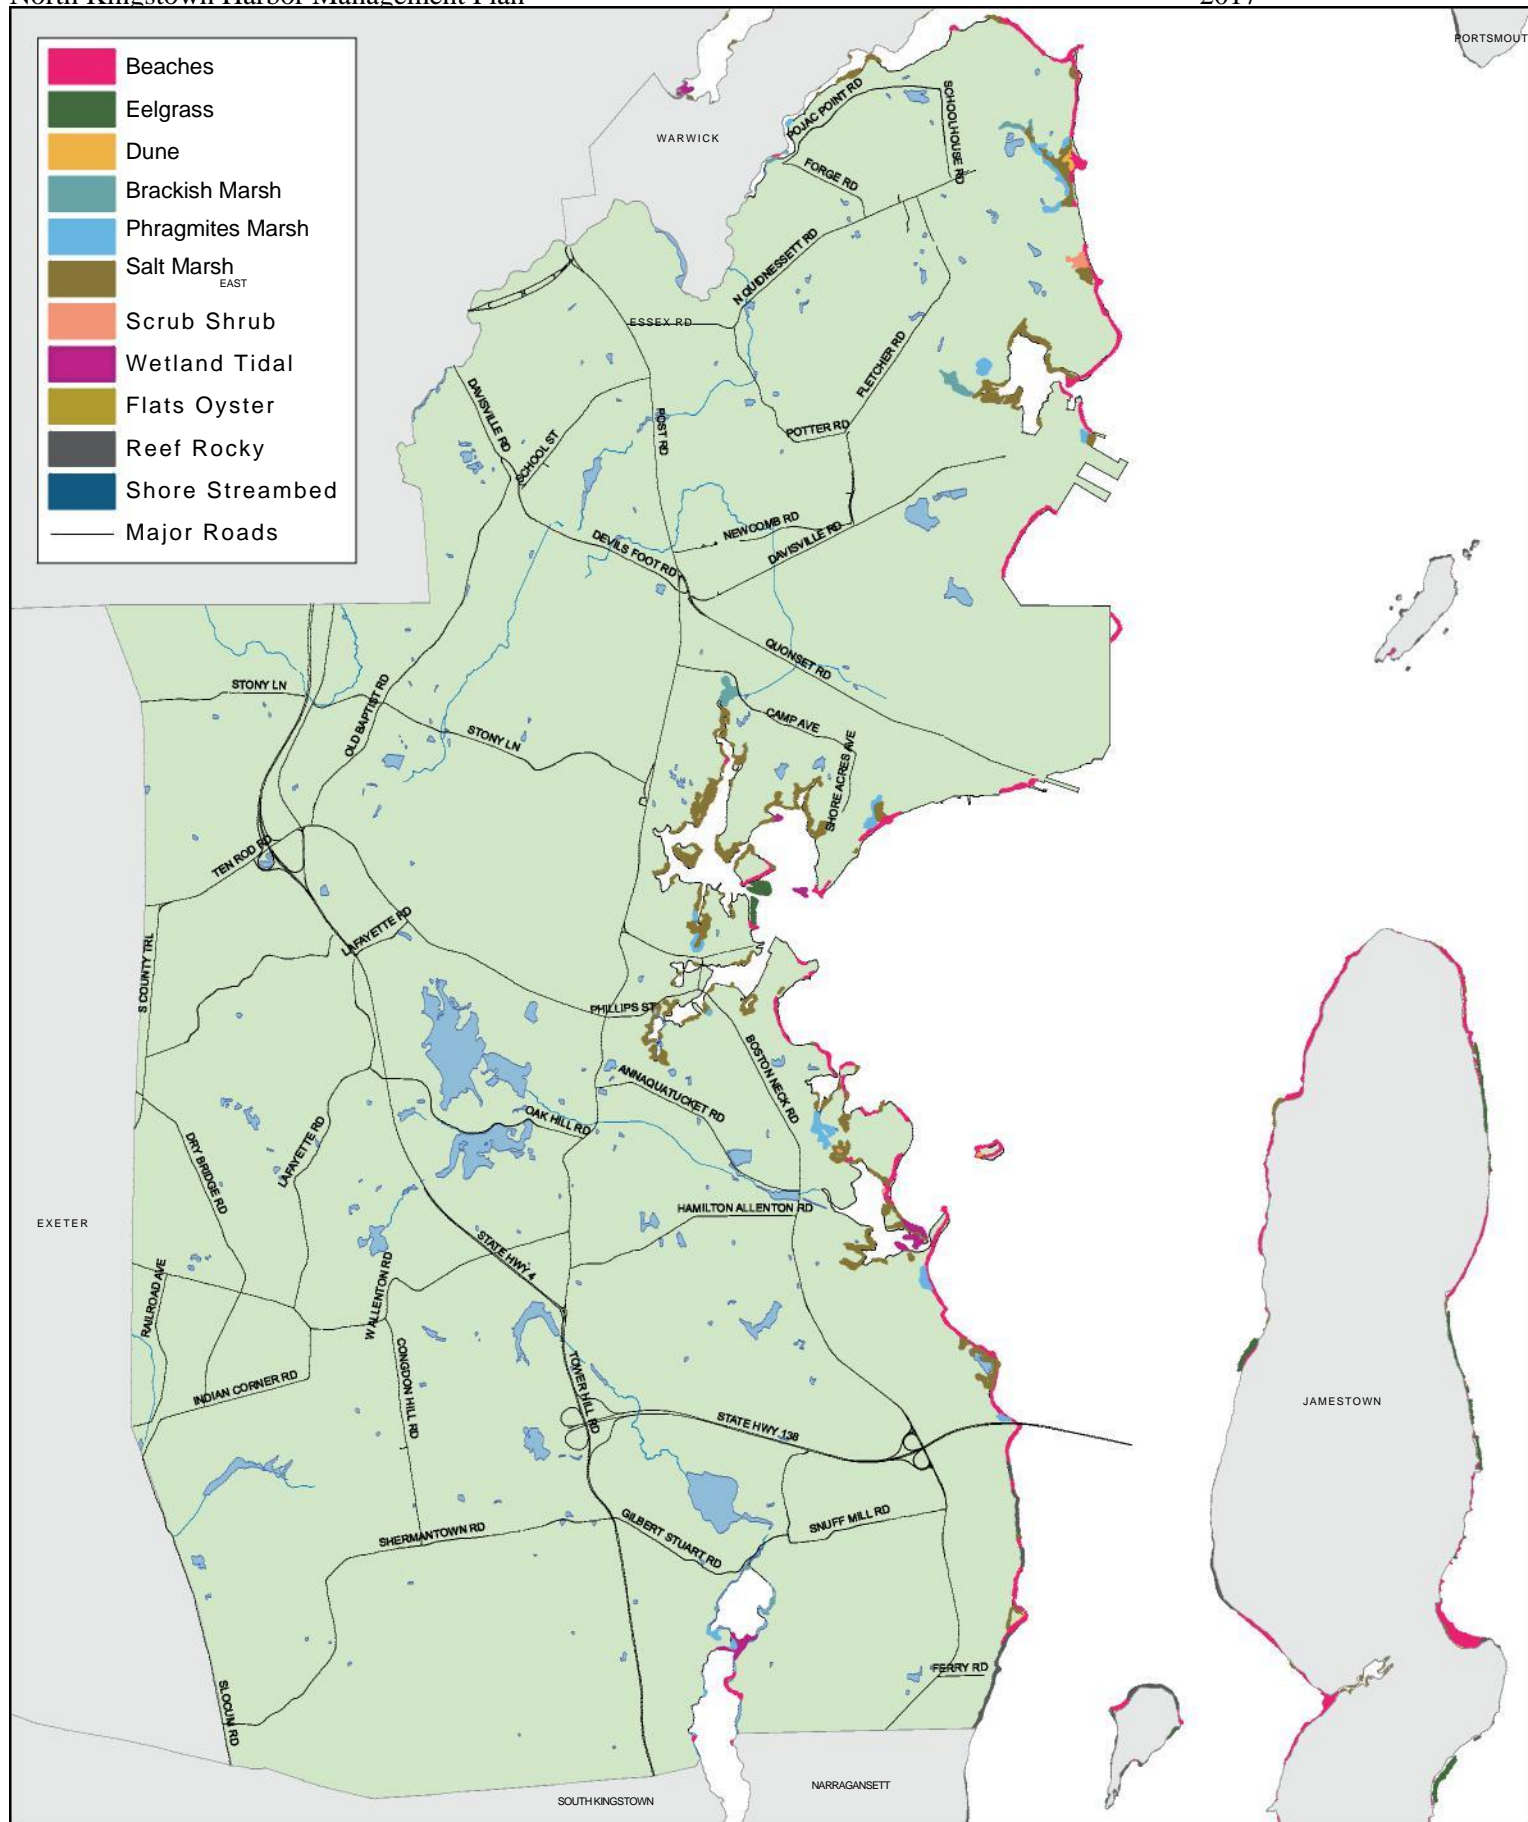 North Kingstown Harbor Management Plan 2017
Beaches
Eelgrass
Dune
Brackish Marsh
Phragmites Marsh
Salt Marsh
EAST
Scrub Shrub
Wetland Tidal
Flats Oyster
Reef Rocky
Shore Streambed
Major Roads
PORTSMOUT
WARWICK
POJAC POINT RD
SCHOOLHOUSE RD
FORGE RD
N QUIDNESSETT RD
ESSEX RD
FLETCHER RD
DAVISVILLE RD
SCHOOL ST
POST RD
POTTER RD
NEWCOMB RD
DAVISVILLE RD
DEVILS FOOT RD
QUONSET RD
STONY LN
OLD BAPTIST RD
STONY LN
CAMP AVE
SHORE ACRES AVE
TEN ROD RD
LAFAYETTE RD
S COUNTY TRL
PHILLIPS ST
BOSTON NECK RD
ANNAQUATUCKET RD
OAK HILL RD
LAFAYETTE RD
DRY BRIDGE RD
HAMILTON ALLENTON RD
EXETER
STATE HWY 4
W ALLENTON RD
RAILROAD AVE
CONGDON HILL RD
TOWER HILL RD
INDIAN CORNER RD
JAMESTOWN
STATE HWY 138
SHERMANTOWN RD
GILBERT STUART RD
SNUFF MILL RD
FERRY RD
SLOCUM RD
NARRAGANSETT
SOUTH KINGSTOWN